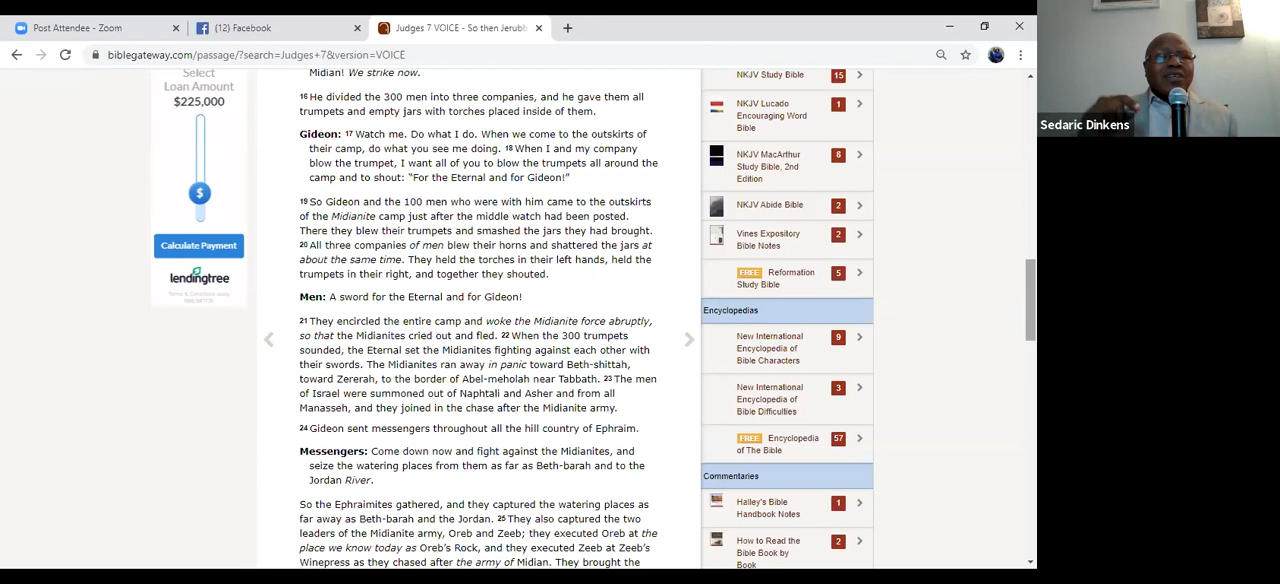 Post Attendee - Zoom
(12) Facebook
Judges 7 VOICE - So then Jerubb
biblegateway.com/passage/?search=Judges+7&version=VOICE
Select
Loan Amount
$225,000
$
Calculate Payment
lendingtree
Midian! We strike now.
16 He divided the 300 men into three companies, and he gave them all
trumpets and empty jars with torches placed inside of them.
Gideon: 17 Watch me. Do what I do. When we come to the outskirts of
their camp, do what you see me doing. 18 When I and my company
blow the trumpet, I want all of you to blow the trumpets all around the
camp and to shout: “For the Eternal and for Gideon!”
19 So Gideon and the 100 men who were with him came to the outskirts
of the Midianite camp just after the middle watch had been posted.
There they blew their trumpets and smashed the jars they had brought.
20 All three companies of men blew their horns and shattered the jars at
about the same time. They held the torches in their left hands, held the
trumpets in their right, and together they shouted.
Men: A sword for the Eternal and for Gideon!
21 They encircled the entire camp and woke the Midianite force abruptly,
so that the Midianites cried out and fled. 22 When the 300 trumpets
sounded, the Eternal set the Midianites fighting against each other with
their swords. The Midianites ran away in panic toward Beth-shittah,
toward Zererah, to the border of Abel-meholah near Tabbath. 23 The men
of Israel were summoned out of Naphtali and Asher and from all
Manasseh, and they joined in the chase after the Midianite army.
24 Gideon sent messengers throughout all the hill country of Ephraim.
Messengers: Come down now and fight against the Midianites, and
seize the watering places from them as far as Beth-barah and to the
Jordan River.
So the Ephraimites gathered, and they captured the watering places as
far away as Beth-barah and the Jordan. 25 They also captured the two
leaders of the Midianite army, Oreb and Zeeb; they executed Oreb at the
place we know today as Oreb’s Rock, and they executed Zeeb at Zeeb’s
Winepress as they chased after the army of Midian. They brought the
NKJV Study Bible 15
NKJV Lucado 1
Encouraging Word
Bible
NKJV MacArthur 8
Study Bible, 2nd
Edition
NKJV Abide Bible 2
Vines Expository 2
Bible Notes
FREE Reformation 5
Study Bible
Encyclopedias
New International 9
Encyclopedia of
Bible Characters
New International 3
Encyclopedia of
Bible Difficulties
FREE Encyclopedia 57
of The Bible
Commentaries
Halley's Bible 1
Handbook Notes
How to Read the 2
Bible Book by
Book
Sedaric Dinkens